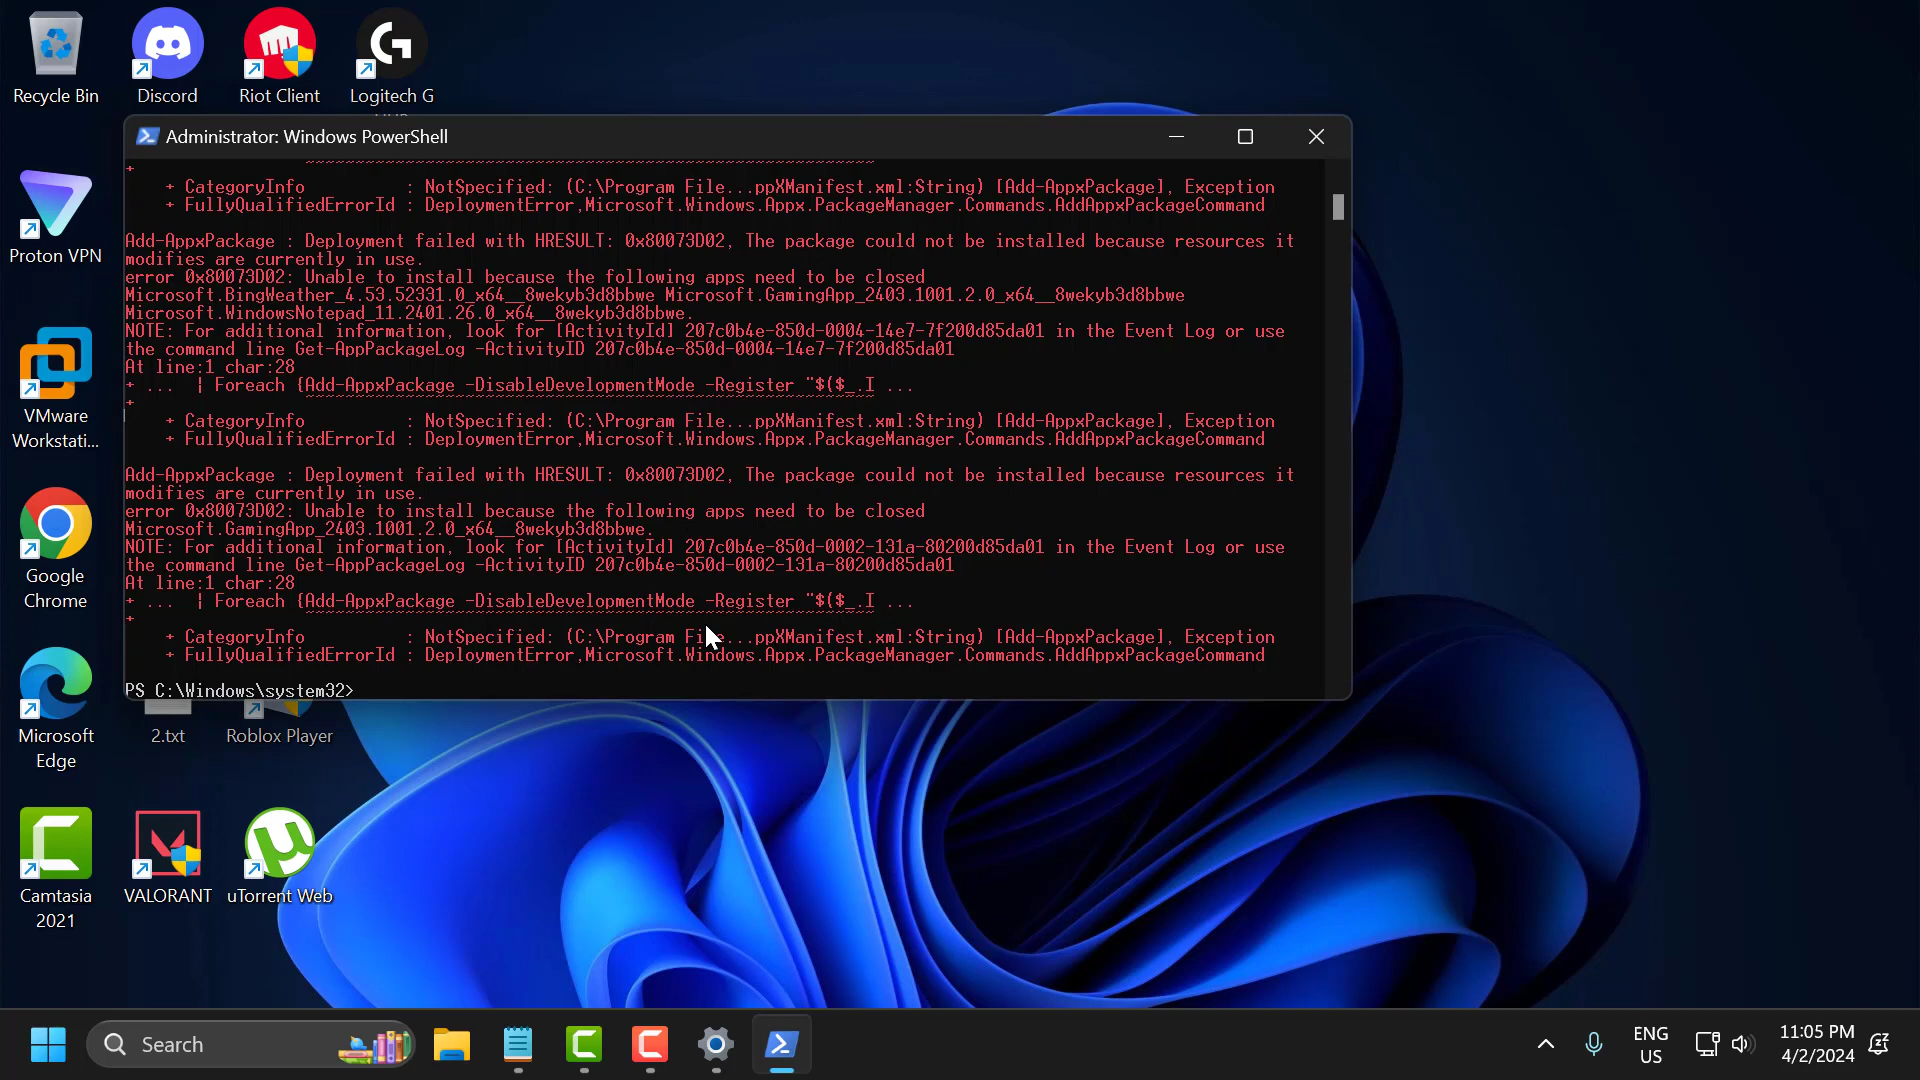 Recycle Bin
Discord
Riot Client
Logitech G
Administrator: Windows PowerShell
+
+ CategoryInfo : NotSpecified: (C:\Program File...ppXManifest.xml:String) [Add-AppxPackage], Exception
+ FullyQualifiedErrorId : DeploymentError,Microsoft.Windows.Appx.PackageManager.Commands.AddAppxPackageCommand
Add-AppxPackage : Deployment failed with HRESULT: 0x80073D02, The package could not be installed because resources it
modifies are currently in use.
error 0x80073D02: Unable to install because the following apps need to be closed
Microsoft.BingWeather_4.53.52331.0_x64__8wekyb3d8bbwe Microsoft.GamingApp_2403.1001.2.0_x64__8wekyb3d8bbwe
Microsoft.WindowsNotepad_11.2401.26.0_x64__8wekyb3d8bbwe.
NOTE: For additional information, look for [ActivityId] 207c0b4e-850d-0004-14e7-7f200d85da01 in the Event Log or use
the command line Get-AppPackageLog -ActivityID 207c0b4e-850d-0004-14e7-7f200d85da01
At line:1 char:28
+ ... | Foreach {Add-AppxPackage -DisableDevelopmentMode -Register "$($_.I ...
+
+ CategoryInfo : NotSpecified: (C:\Program File...ppXManifest.xml:String) [Add-AppxPackage], Exception
+ FullyQualifiedErrorId : DeploymentError,Microsoft.Windows.Appx.PackageManager.Commands.AddAppxPackageCommand
Add-AppxPackage : Deployment failed with HRESULT: 0x80073D02, The package could not be installed because resources it
modifies are currently in use.
error 0x80073D02: Unable to install because the following apps need to be closed
Microsoft.GamingApp_2403.1001.2.0_x64__8wekyb3d8bbwe.
NOTE: For additional information, look for [ActivityId] 207c0b4e-850d-0002-131a-80200d85da01 in the Event Log or use
the command line Get-AppPackageLog -ActivityID 207c0b4e-850d-0002-131a-80200d85da01
At line:1 char:28
+ ... | Foreach {Add-AppxPackage -DisableDevelopmentMode -Register "$($_.I ...
+
+ CategoryInfo : NotSpecified: (C:\Program File...ppXManifest.xml:String) [Add-AppxPackage], Exception
+ FullyQualifiedErrorId : DeploymentError,Microsoft.Windows.Appx.PackageManager.Commands.AddAppxPackageCommand
PS C:\Windows\system32>
Proton VPN
VMware
Workstati...
Google
Chrome
Microsoft
Edge
2.txt
Roblox Player
Camtasia
2021
VALORANT
uTorrent Web
Search
ENG
US
11:05 PM
4/2/2024